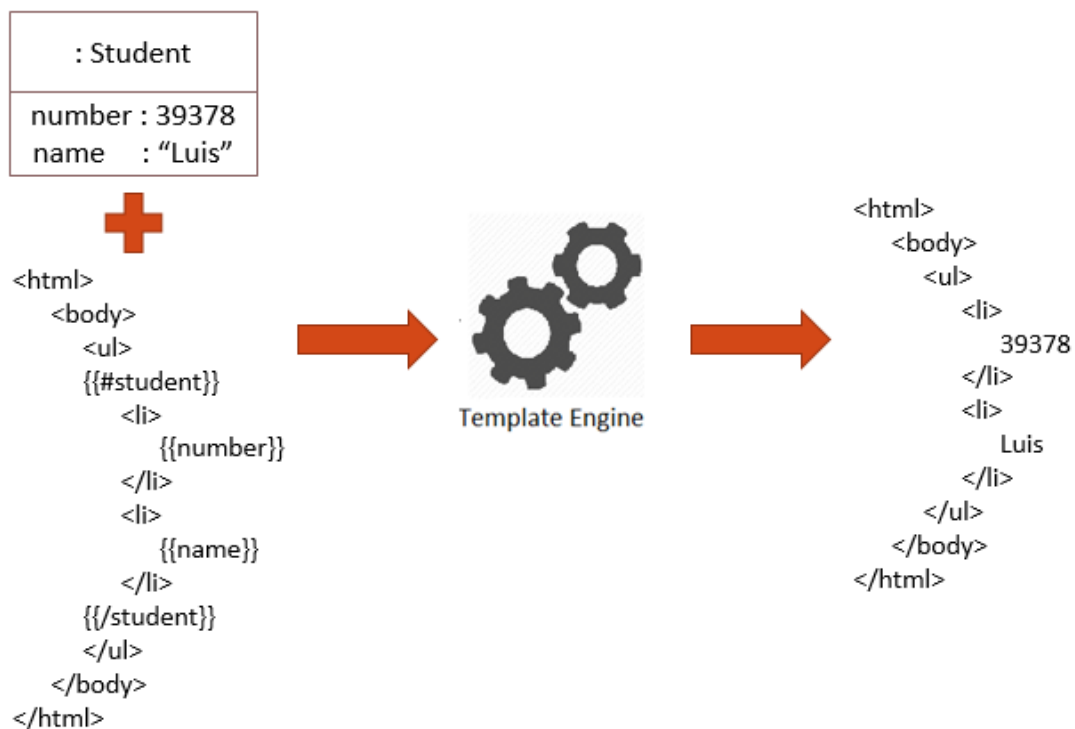 : Student
number : 39378
name : “Luis”
<html>
<body>
<ul>
{{#student}}
<li>
{{number}}
</li>
<li>
{{name}}
</li>
{{/student}}
</ul>
</body>
</html>
Template Engine
<html>
<body>
<ul>
<li>
39378
</li>
<li>
Luis
</li>
</ul>
</body>
</html>